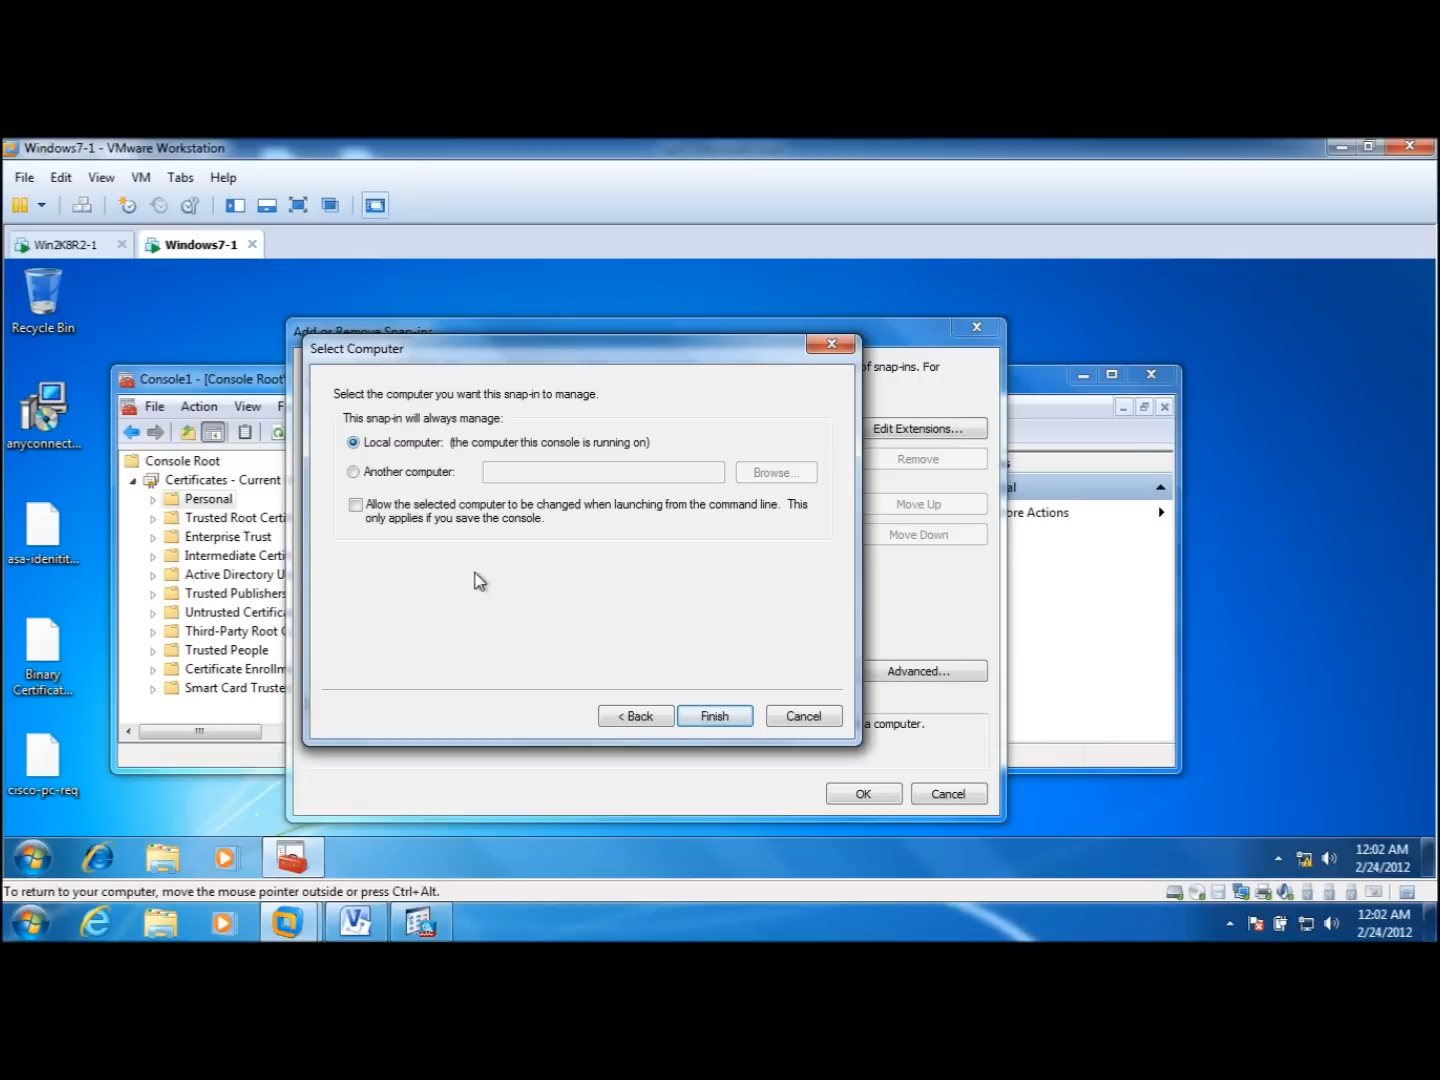 Windows7-1 - VMware Workstation
File Edit View VM Tabs Help
Win2K8R2-1
Windows7-1
Recycle Bin
anyconnect...
asa-idenitit...
Binary
Certificat...
cisco-pc-req
Add or Remove Snap-ins
of snap-ins. For
Edit Extensions...
Remove
Move Up
Move Down
Advanced...
a computer.
OK
Cancel
Console1 - [Console Root
File Action View
Console Root
Certificates - Current
Personal
Trusted Root Certi
Enterprise Trust
Intermediate Certi
Active Directory U
Trusted Publishers
Untrusted Certific
Third-Party Root
Trusted People
Certificate Enrollm
Smart Card Truste
ore Actions
Select Computer
Select the computer you want this snap-in to manage.
This snap-in will always manage:
Local computer: (the computer this console is running on)
Another computer:
Browse...
Allow the selected computer to be changed when launching from the command line. This
only applies if you save the console.
< Back
Finish
Cancel
12:02 AM
2/24/2012
To return to your computer, move the mouse pointer outside or press Ctrl+Alt.
12:02 AM
2/24/2012